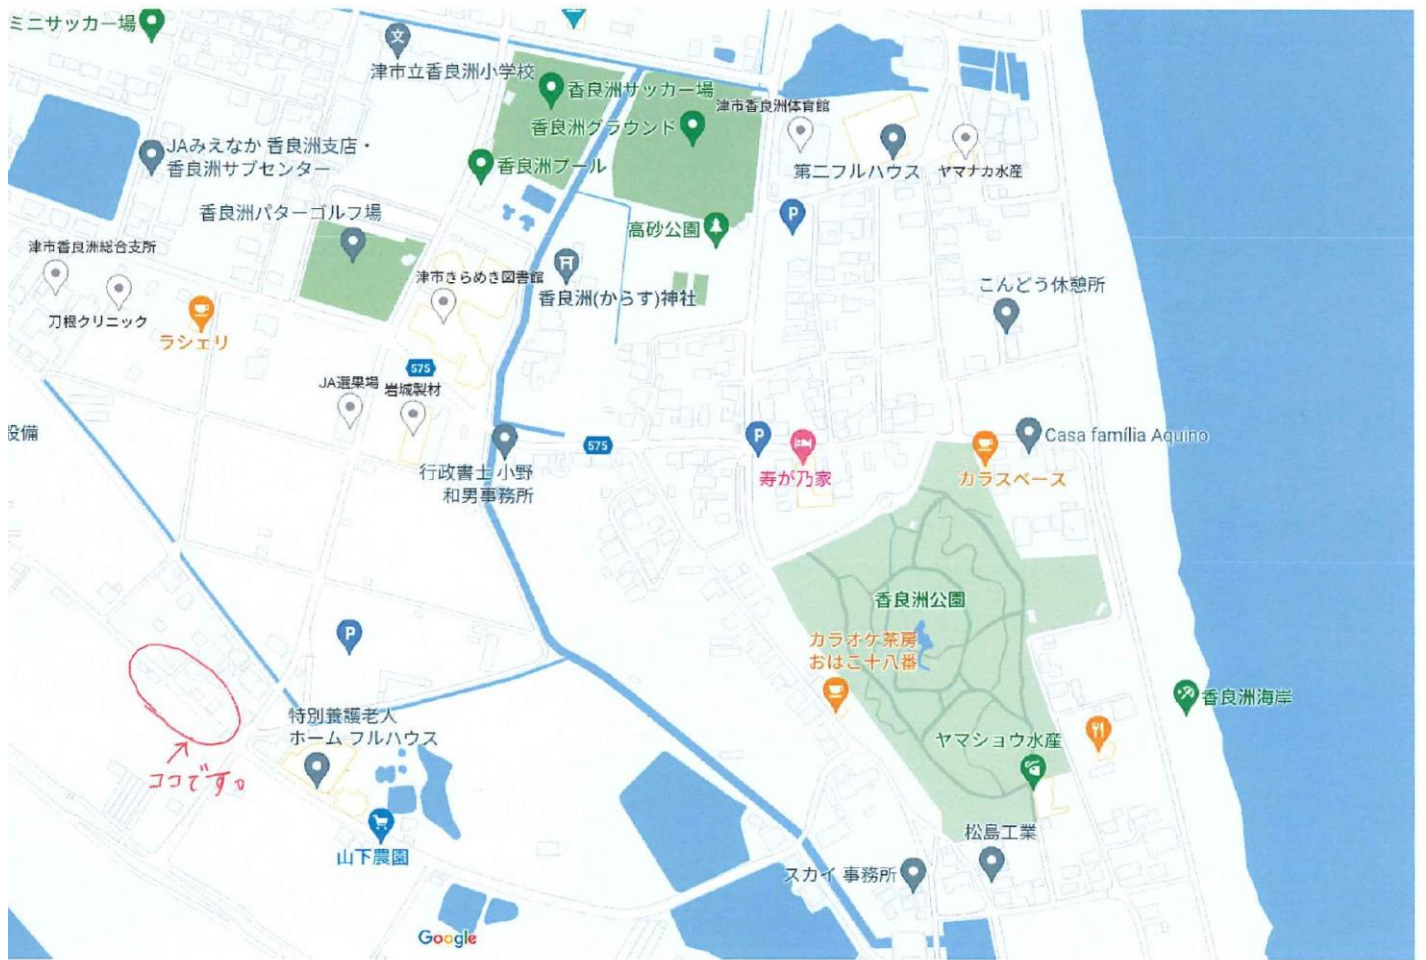 ミニサッカー場
津市立香良洲小学校
香良洲サッカー場
津市香良洲体育館
香良洲グラウンド
JAみえなか 香良洲支店・
香良洲サブセンター
香良洲プール
第二フルハウス
ヤマナカ水産
香良洲パターゴルフ場
P
高砂公園
津市香良洲総合支所
津市きらめき図書館
香良洲(からす)神社
こんどう休憩所
刀根クリニック
ラシェリ
575
JA選果場
岩城製材
設備
P
575
Casa família Aquino
行政書士 小野
和男事務所
寿が乃家
カラスベース
香良洲公園
P
カラオケ茶房
おはこ十八番
香良洲海岸
特別養護老人
ホーム フルハウス
ヤマショウ水産
ココです。
松島工業
山下農園
スカイ 事務所
Google